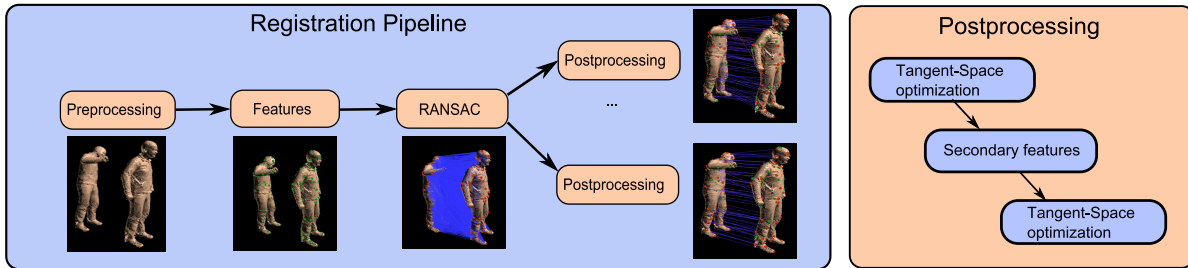 Registration Pipeline
Preprocessing
Features
RANSAC
Postprocessing
...
Postprocessing
Postprocessing
Tangent-Space
optimization
Secondary features
Tangent-Space
optimization